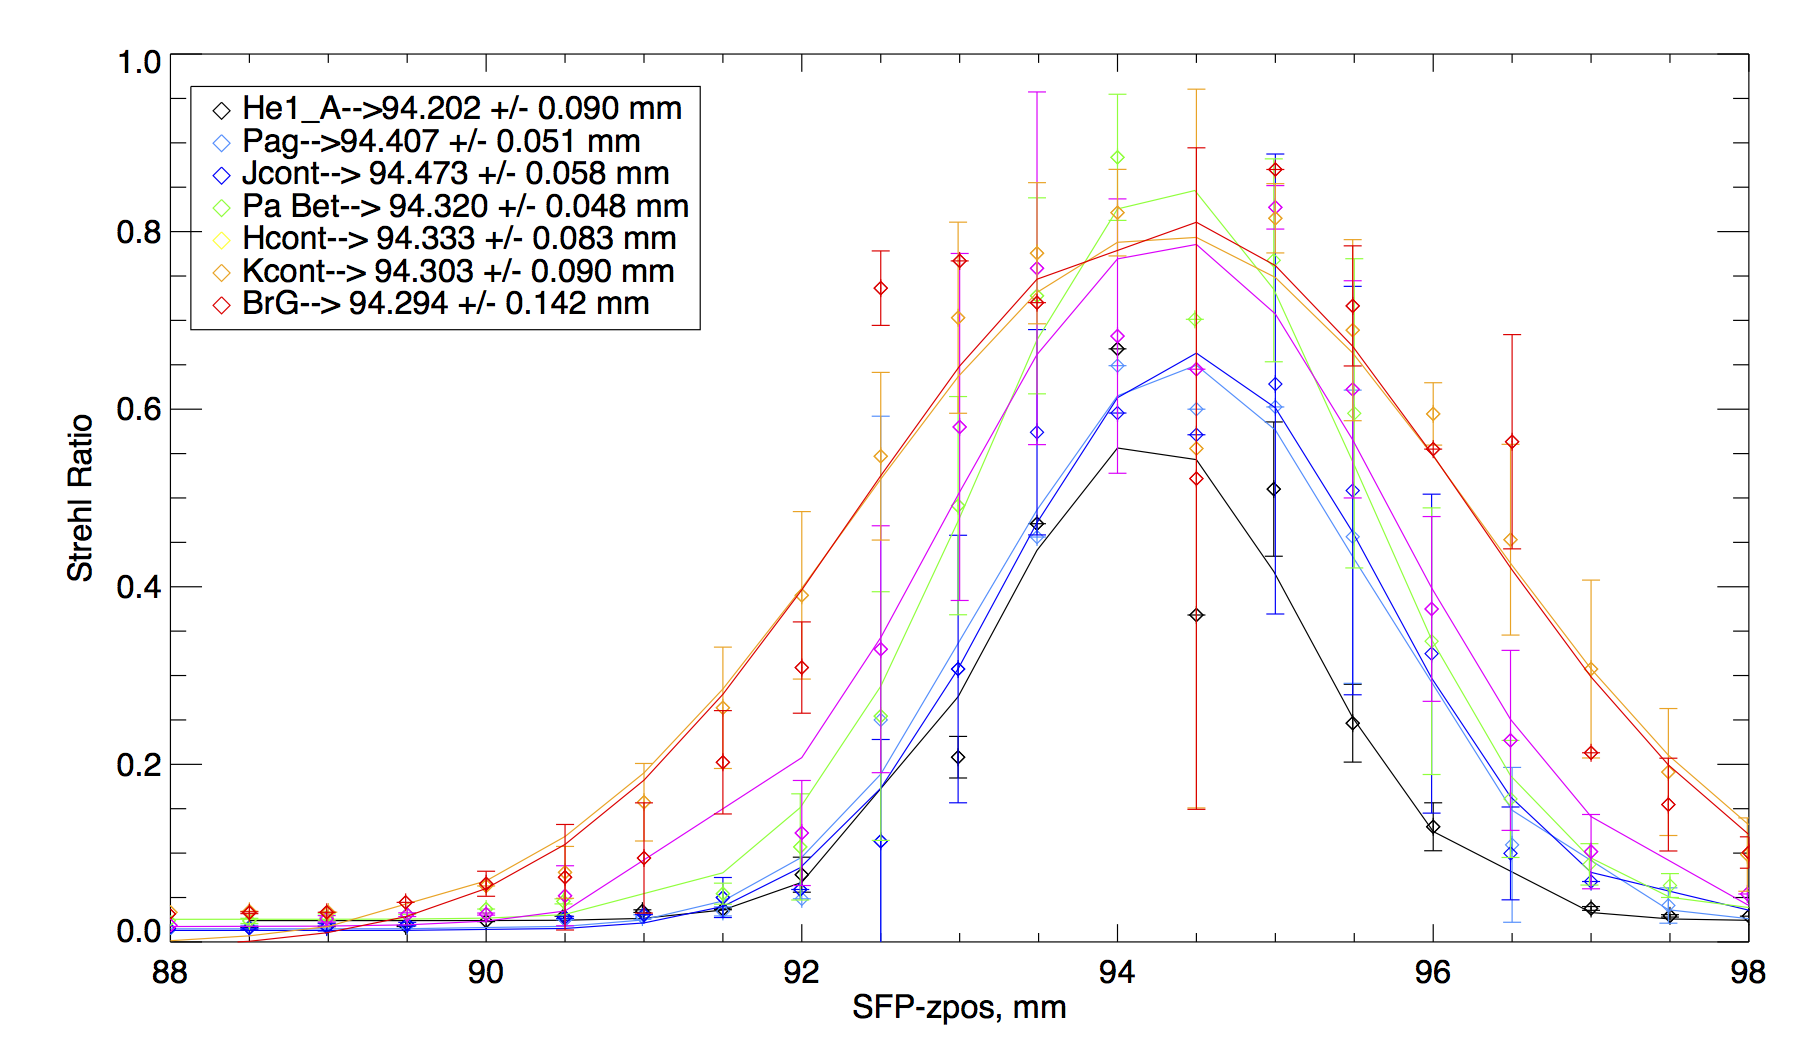 1.0
He1_A-->94.202 +/- 0.090 mm
Pag-->94.407 +/- 0.051 mm
Jcont--> 94.473 +/- 0.058 mm
Pa Bet--> 94.320 +/- 0.048 mm
Hcont--> 94.333 +/- 0.083 mm
Kcont--> 94.303 +/- 0.090 mm
BrG--> 94.294 +/- 0.142 mm
0.8
0.6
0.4
0.2
0.0
Strehl Ratio
88 90 92 94 96 98
SFP-zpos, mm